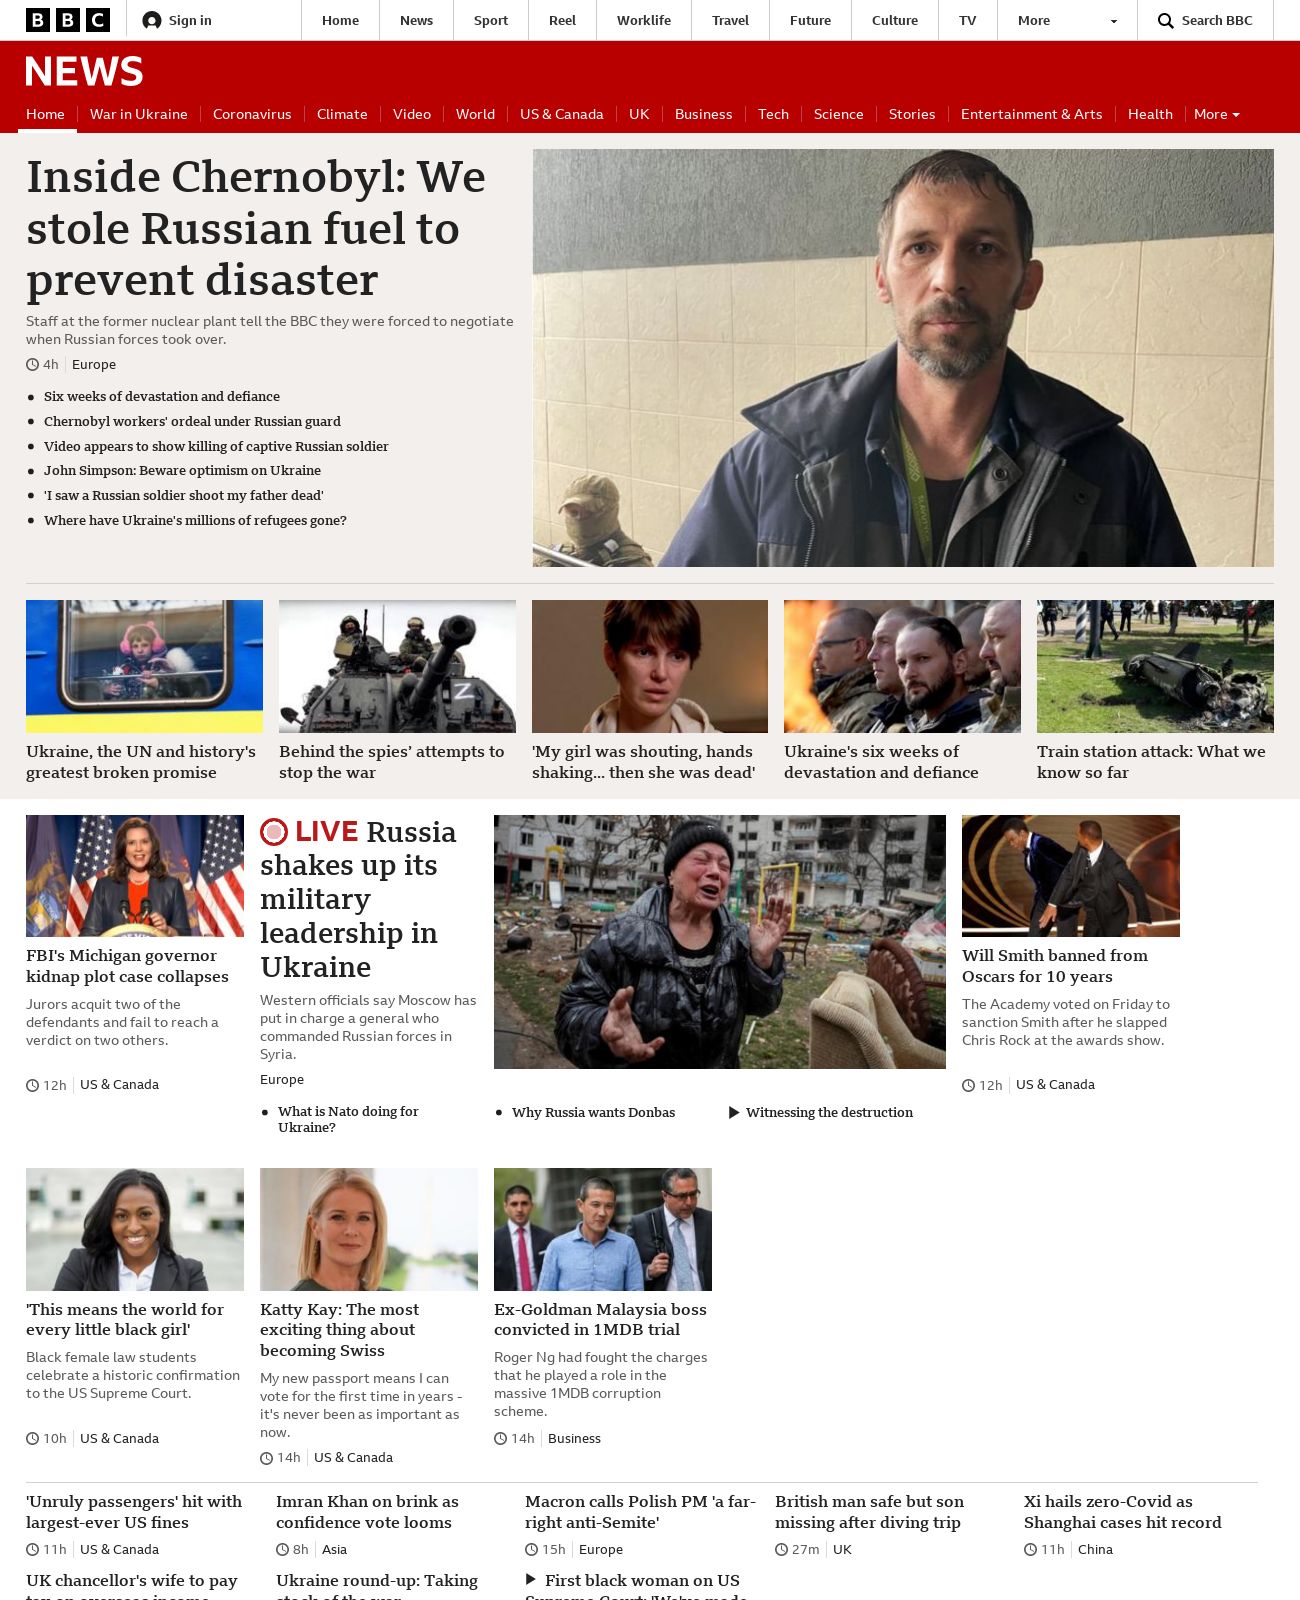 BBC
Sign in
Home
News
Sport
Reel
Worklife
Travel
Future
Culture
TV
More
Search BBC
NEWS
Home
War in Ukraine
Coronavirus
Climate
Video
World
US & Canada
UK
Business
Tech
Science
Stories
Entertainment & Arts
Health
More
Inside Chernobyl: We
stole Russian fuel to
prevent disaster
Staff at the former nuclear plant tell the BBC they were forced to negotiate
when Russian forces took over.
4h
Europe
Six weeks of devastation and defiance
Chernobyl workers' ordeal under Russian guard
Video appears to show killing of captive Russian soldier
John Simpson: Beware optimism on Ukraine
'I saw a Russian soldier shoot my father dead'
Where have Ukraine's millions of refugees gone?
Z
Ukraine, the UN and history's
greatest broken promise
Behind the spies’ attempts to
stop the war
'My girl was shouting, hands
shaking... then she was dead'
Ukraine's six weeks of
devastation and defiance
Train station attack: What we
know so far
FBI's Michigan governor
kidnap plot case collapses
Jurors acquit two of the
defendants and fail to reach a
verdict on two others.
12h
US & Canada
LIVE Russia
shakes up its
military
leadership in
Ukraine
Western officials say Moscow has
put in charge a general who
commanded Russian forces in
Syria.
Europe
What is Nato doing for
Ukraine?
Why Russia wants Donbas
Witnessing the destruction
Will Smith banned from
Oscars for 10 years
The Academy voted on Friday to
sanction Smith after he slapped
Chris Rock at the awards show.
12h
US & Canada
'This means the world for
every little black girl'
Black female law students
celebrate a historic confirmation
to the US Supreme Court.
10h
US & Canada
Katty Kay: The most
exciting thing about
becoming Swiss
My new passport means I can
vote for the first time in years -
it's never been as important as
now.
14h
US & Canada
Ex-Goldman Malaysia boss
convicted in 1MDB trial
Roger Ng had fought the charges
that he played a role in the
massive 1MDB corruption
scheme.
14h
Business
'Unruly passengers' hit with
largest-ever US fines
11h
US & Canada
Imran Khan on brink as
confidence vote looms
8h
Asia
Macron calls Polish PM 'a far-
right anti-Semite'
15h
Europe
British man safe but son
missing after diving trip
27m
UK
Xi hails zero-Covid as
Shanghai cases hit record
11h
China
UK chancellor's wife to pay
Ukraine round-up: Taking
First black woman on US